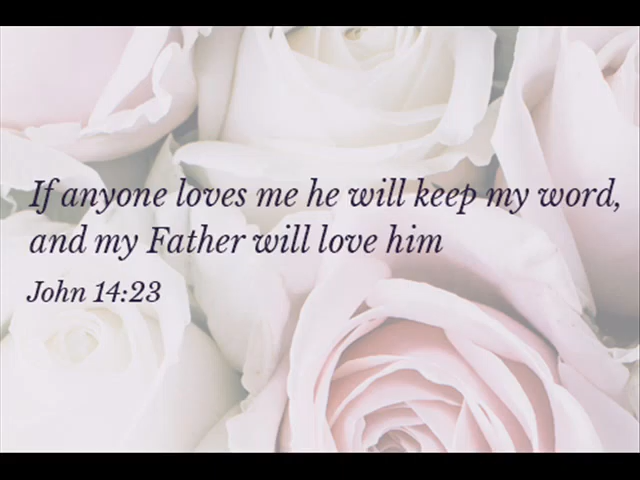 If anyone loves me he will keep my word,
and my Father will love him
John 14:23